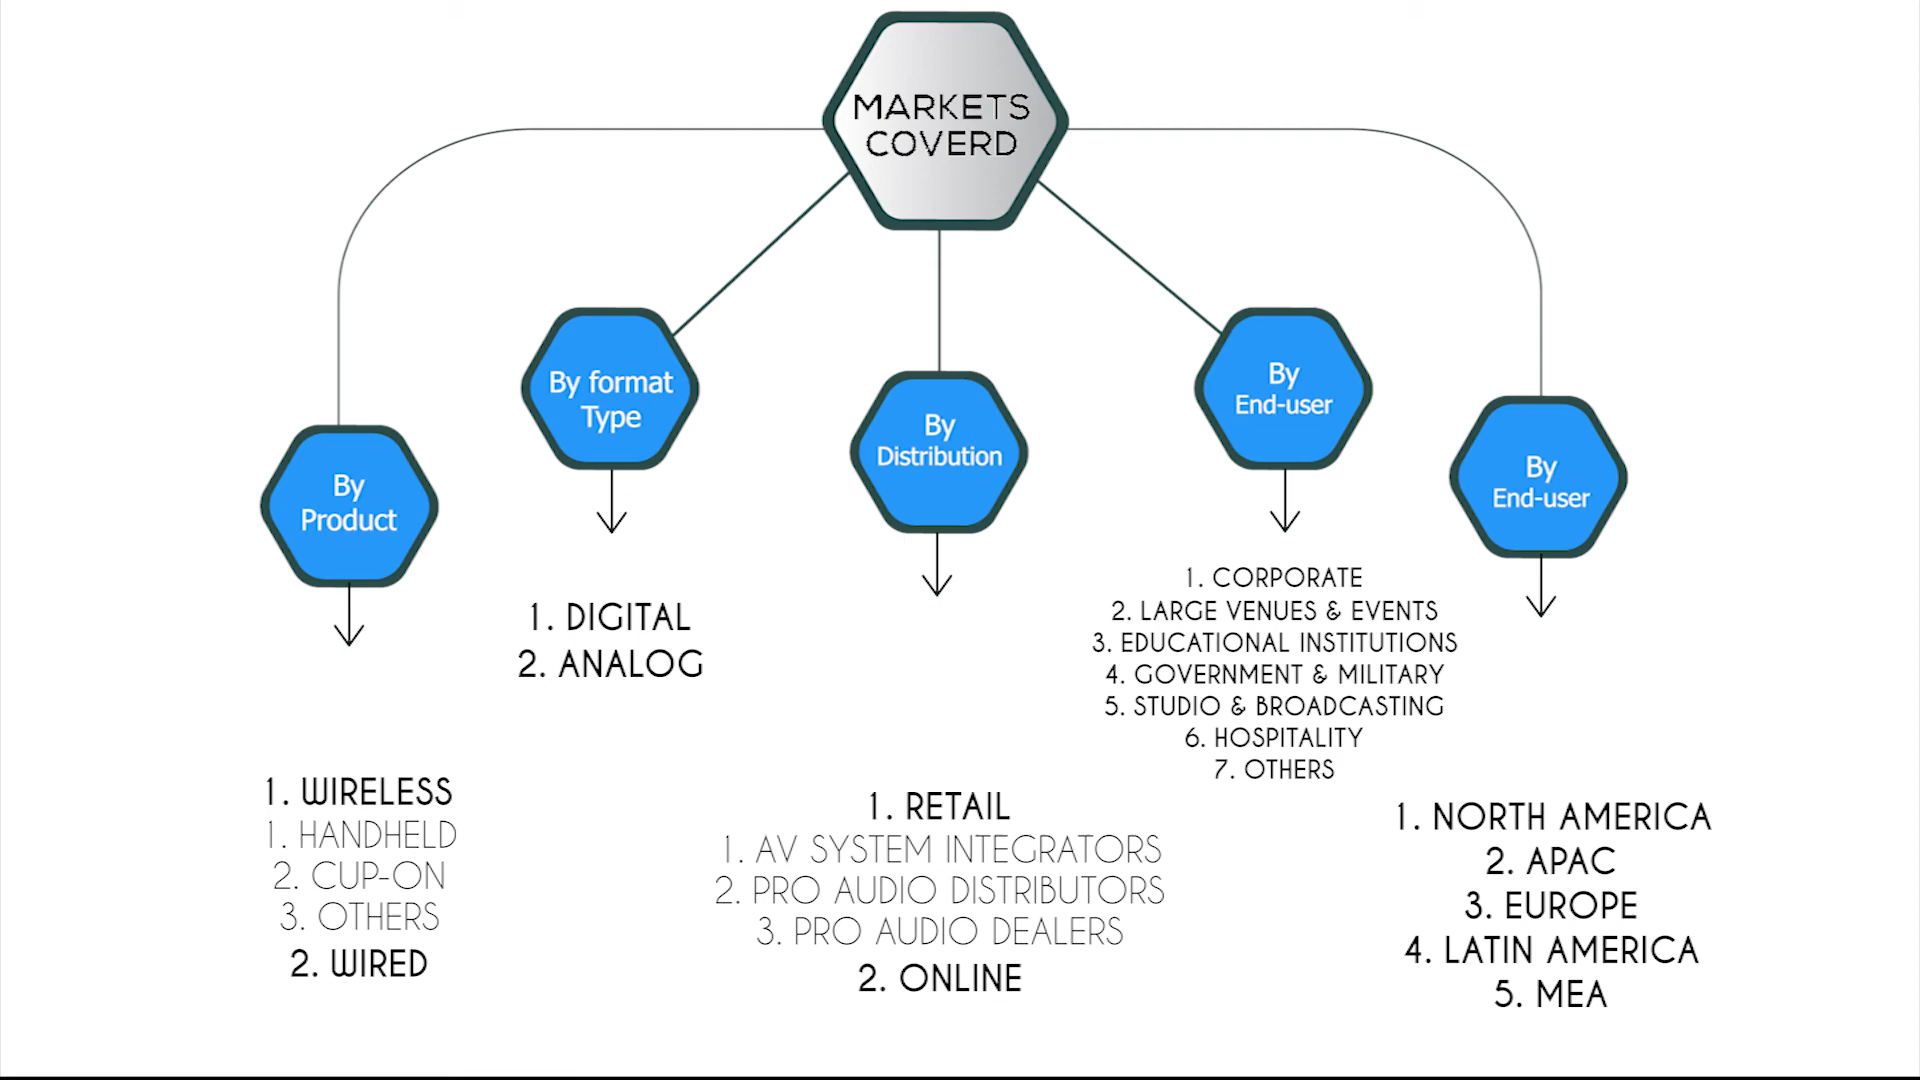 MARKETS
COVERD
By format
Type
By
End-user
By
Distribution
By
End-user
By
Product
1. DIGITAL
2. ANALOG
1. CORPORATE
2. LARGE VENUES & EVENTS
3. EDUCATIONAL INSTITUTIONS
4. GOVERNMENT & MILITARY
5. STUDIO & BROADCASTING
6. HOSPITALITY
7. OTHERS
1. WIRELESS
1. HANDHELD
2. CUP-ON
3. OTHERS
2. WIRED
1. RETAIL
1. AV SYSTEM INTEGRATORS
2. PRO AUDIO DISTRIBUTORS
3. PRO AUDIO DEALERS
2. ONLINE
1. NORTH AMERICA
2. APAC
3. EUROPE
4. LATIN AMERICA
5. MEA